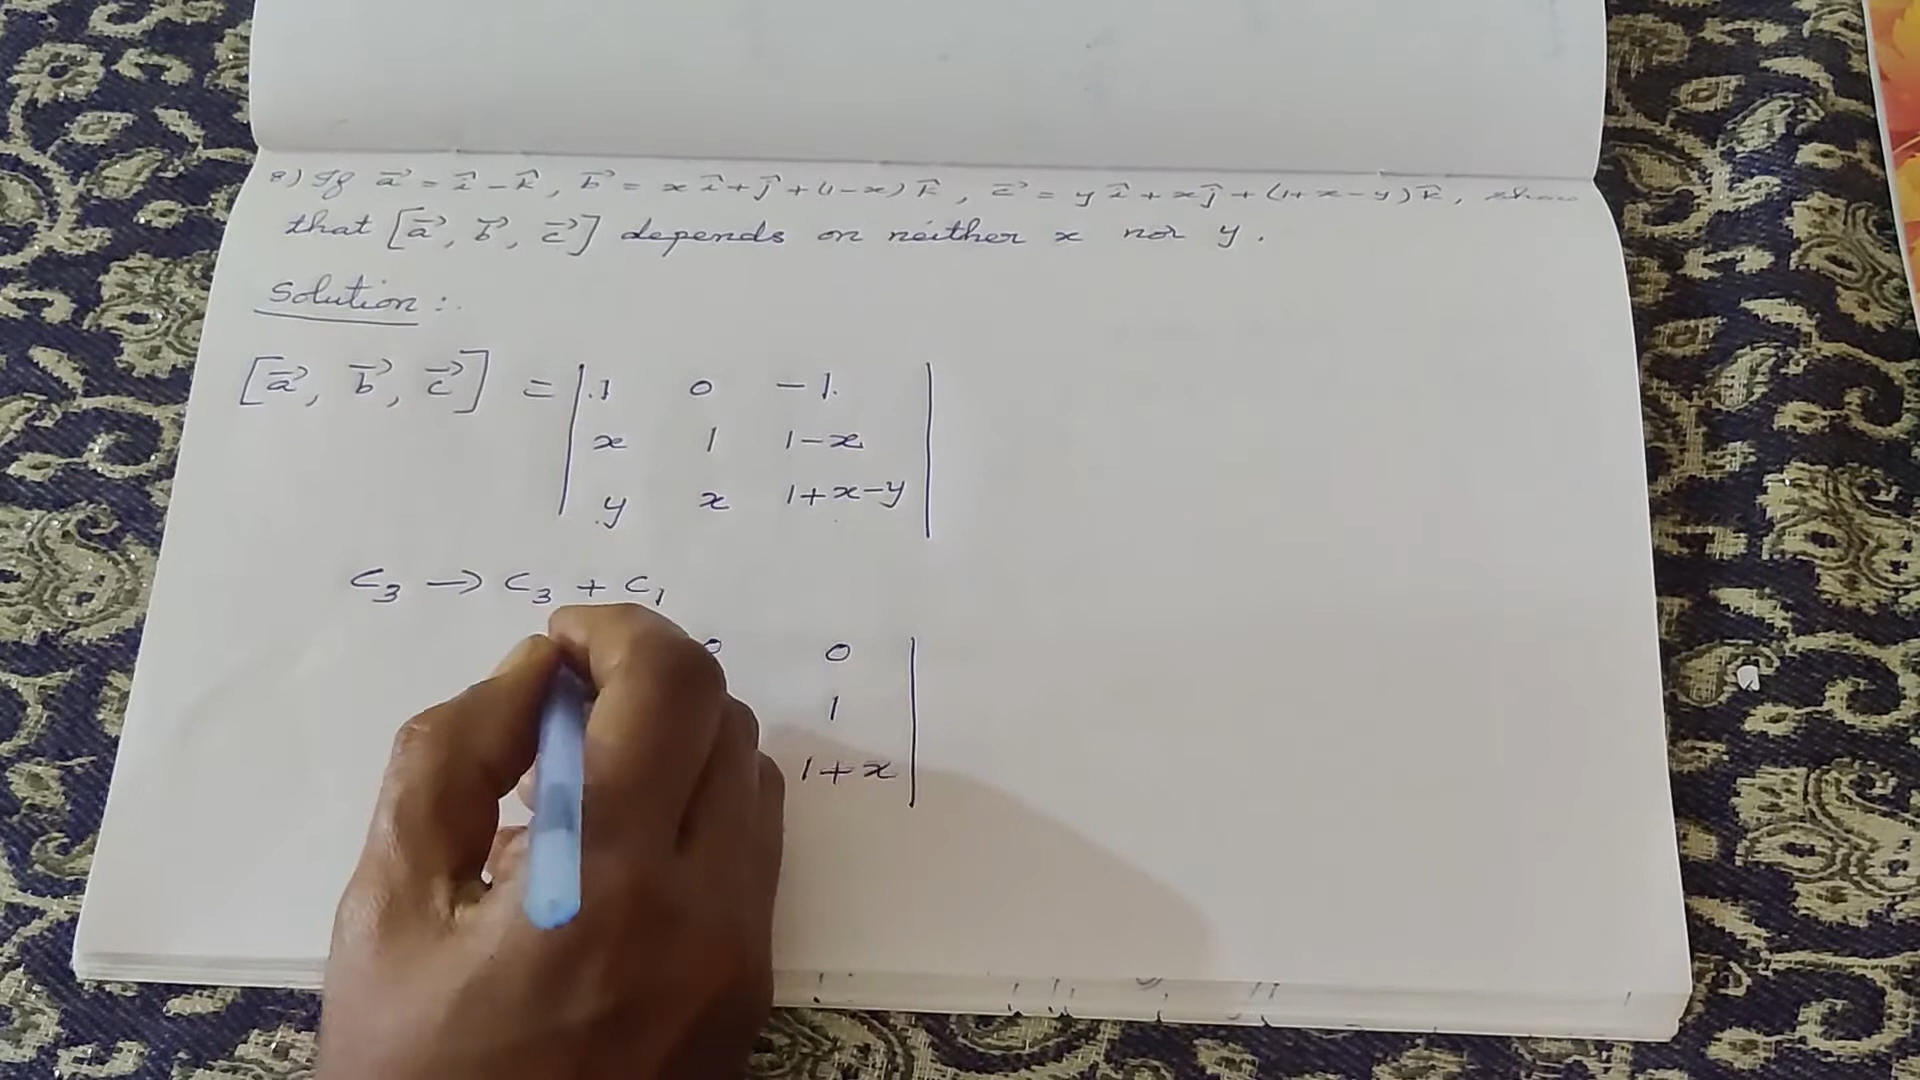 8) If a⃗ = î – k̂, b⃗ = x î + ĵ + (1–x) k̂, c⃗ = y î + x ĵ + (1+x–y) k̂, show
that [a⃗, b⃗, c⃗] depends on neither x nor y.
Solution :
[a⃗, b⃗, c⃗] = | 1 0 –1 |
| x 1 1–x |
| y x 1+x–y |
C₃ → C₃ + C₁
0 0 |
1 |
1+x |